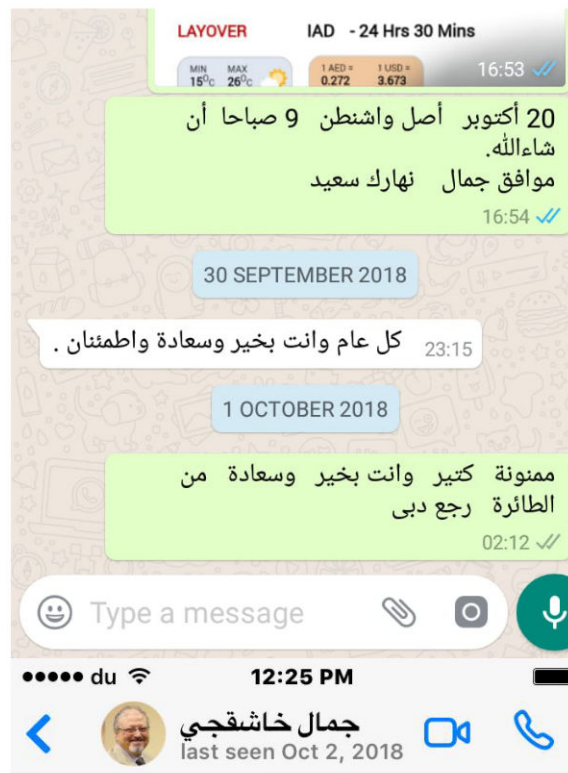 LAYOVER IAD - 24 Hrs 30 Mins
MIN MAX 1 AED = 1 USD =
15⁰c 26⁰c 0.272 3.673 16:53
20 أكتوبر أصل واشنطن 9 صباحا أن
شاءالله.
موافق جمال نهارك سعيد
16:54
30 SEPTEMBER 2018
كل عام وانت بخير وسعادة واطمئنان .
23:15
1 OCTOBER 2018
ممنونة كتير وانت بخير وسعادة من
الطائرة رجع دبى
02:12
Type a message
du 12:25 PM
جمال خاشقجي
last seen Oct 2, 2018